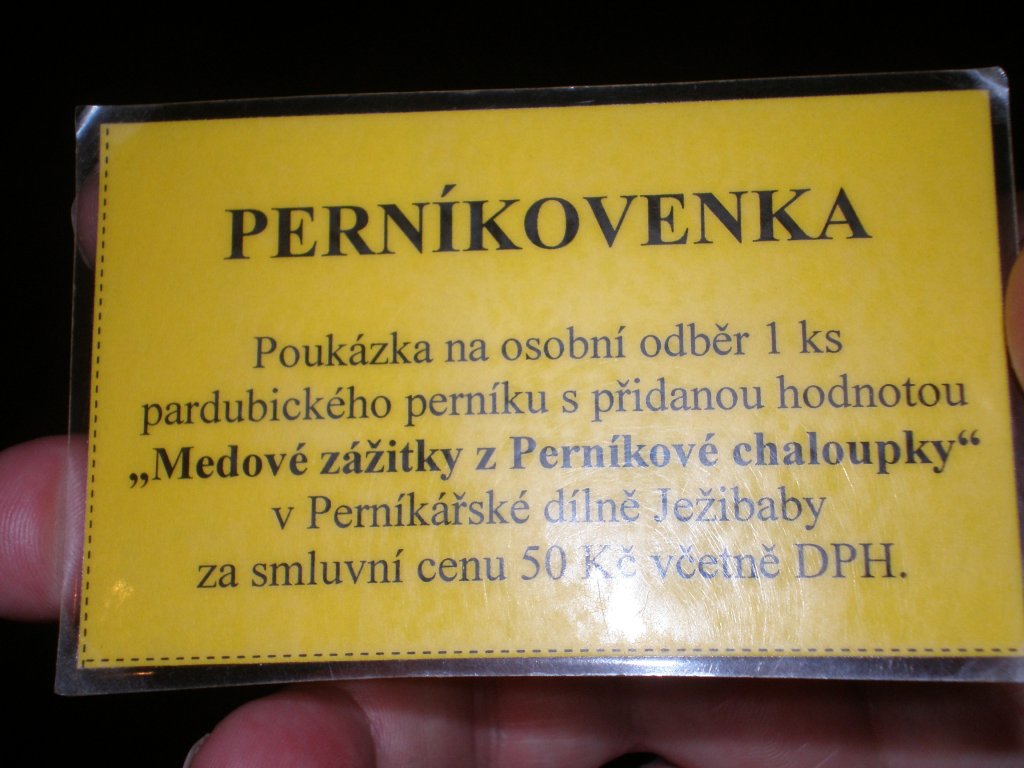 PERNÍKOVENKA
Poukázka na osobní odběr 1 ks
pardubického perníku s přidanou hodnotou
„Medové zážitky z Perníkové chaloupky“
v Perníkářské dílně Ježibaby
za smluvní cenu 50 Kč včetně DPH.